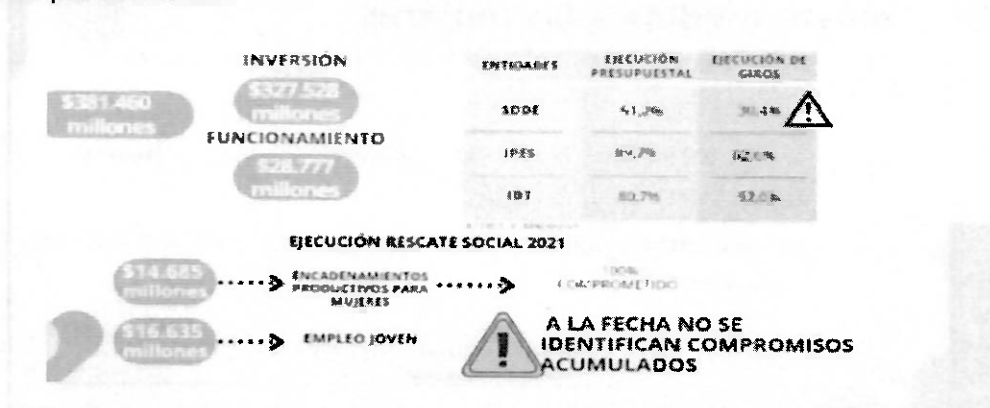 INVERSIÓN
$381.460
millones
$327.528
millones
FUNCIONAMIENTO
$28.777
millones
ENTIDADES
EJECUCIÓN
PRESUPUESTAL
EJECUCIÓN DE
GIROS
SDDE
IPES
IDT
80,7%
EJECUCIÓN RESCATE SOCIAL 2021
$14.685
millones
ENCADENAMIENTOS
PRODUCTIVOS PARA
MUJERES
100%
COMPROMETIDO
$16.635
millones
EMPLEO JOVEN
A LA FECHA NO SE
IDENTIFICAN COMPROMISOS
ACUMULADOS